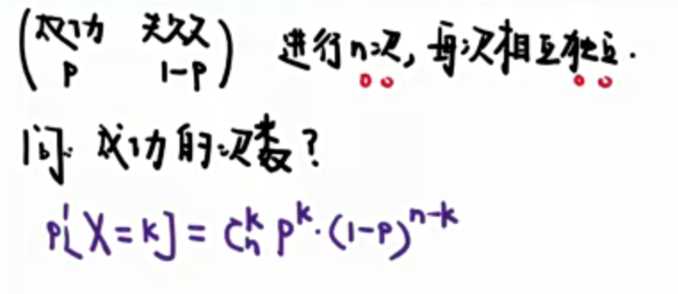 (成功 失败 进行n次,每次相互独立.
p 1-p)
问: 成功的次数?
P[X=k]=C_n^k p^k·(1-p)^{n-k}